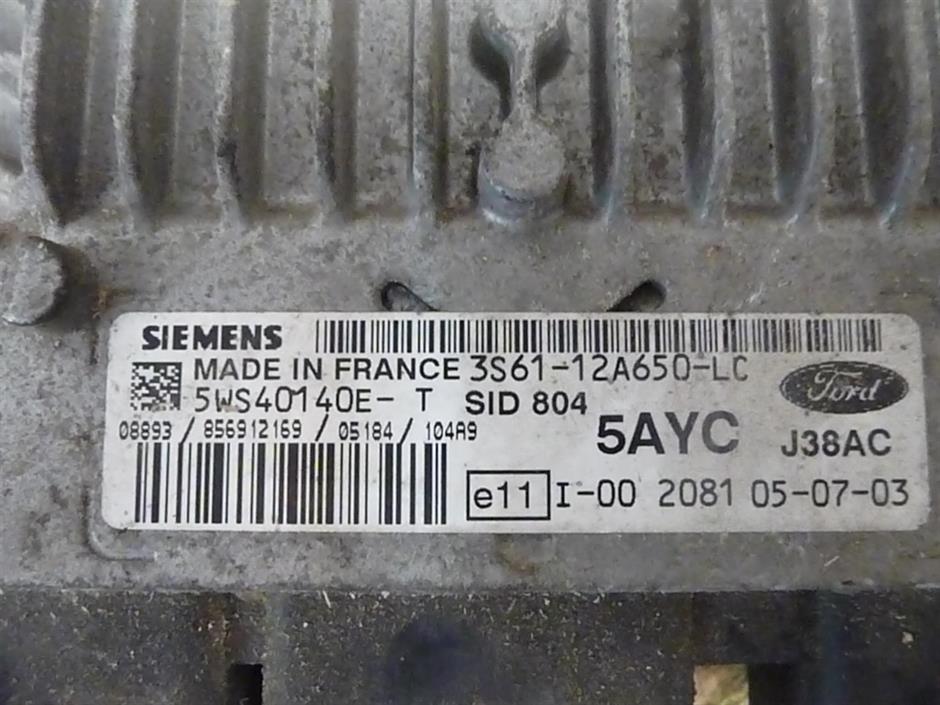 SIEMENS
MADE IN FRANCE 3S61-12A650-LC
Ford
5WS40140E- T SID 804
08893 / 856912169 / 05184 / 104A9
5AYC J38AC
e11 I-00 2081 05-07-03